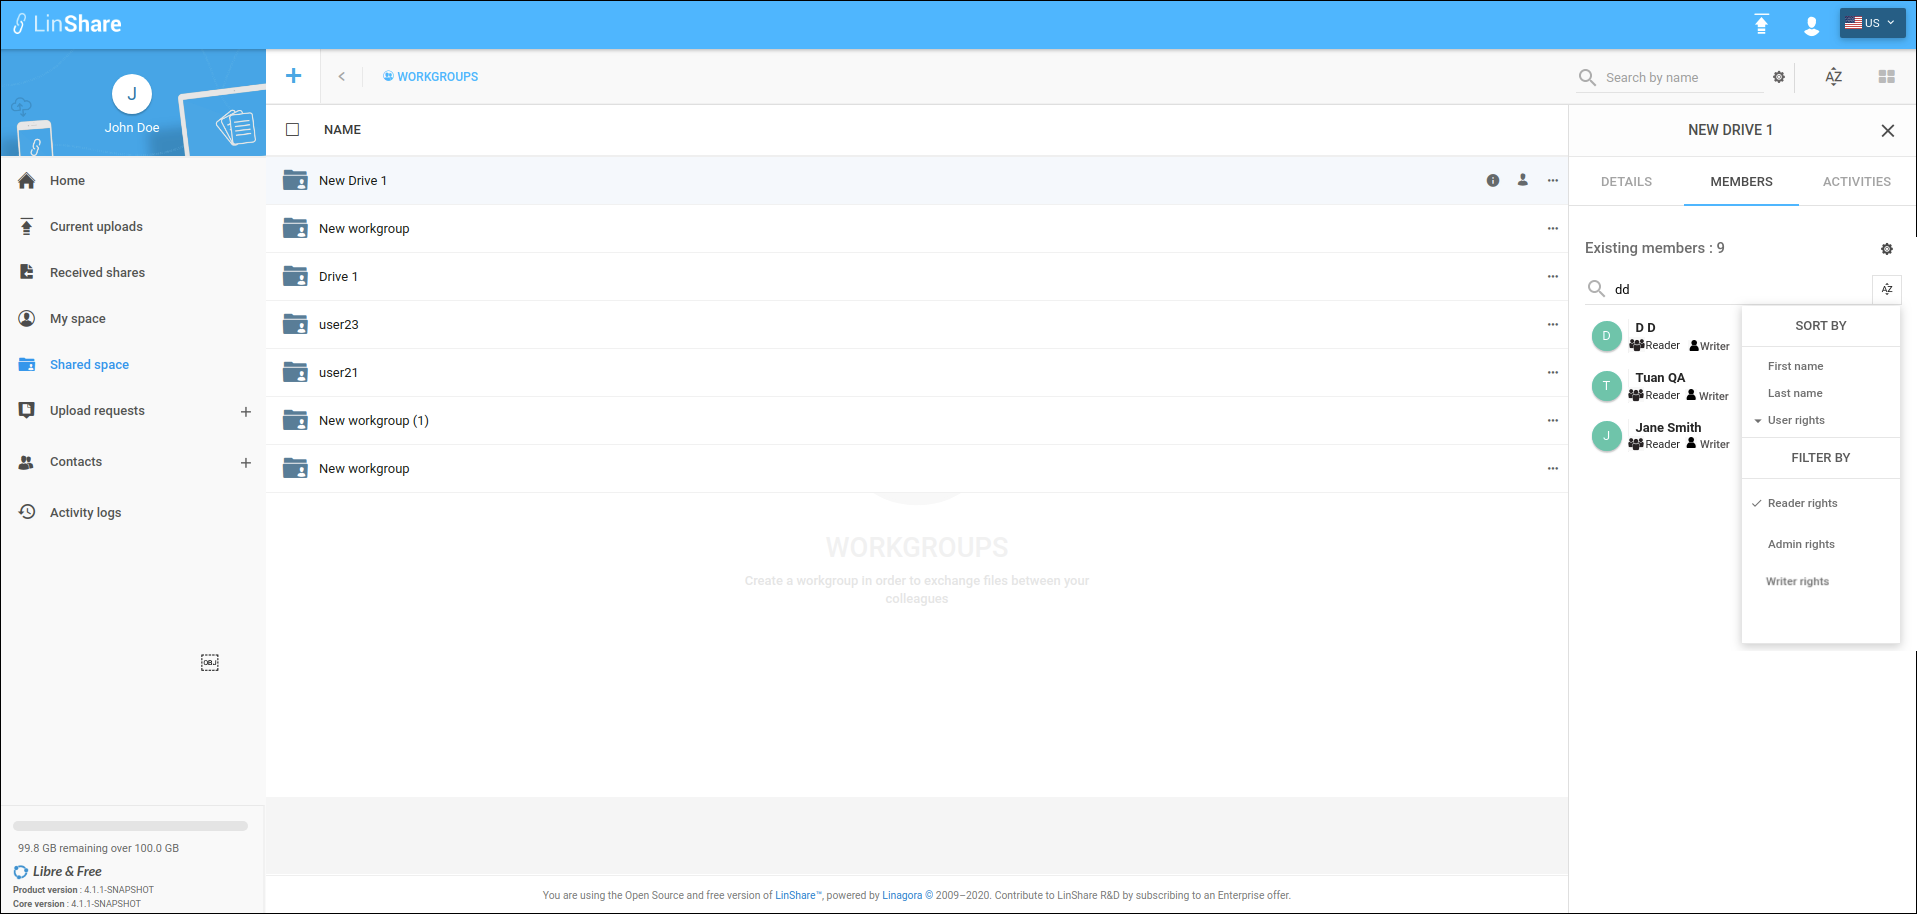 LinShare
US
J
John Doe
WORKGROUPS
Search by name
AZ
Home
Current uploads
Received shares
My space
Shared space
Upload requests
Contacts
Activity logs
OBJ
99.8 GB remaining over 100.0 GB
Libre & Free
Product version : 4.1.1-SNAPSHOT
Core version : 4.1.1-SNAPSHOT
NAME
New Drive 1
New workgroup
Drive 1
user23
user21
New workgroup (1)
New workgroup
WORKGROUPS
Create a workgroup in order to exchange files between your
colleagues
You are using the Open Source and free version of LinShare™, powered by Linagora © 2009–2020. Contribute to LinShare R&D by subscribing to an Enterprise offer.
NEW DRIVE 1
DETAILS MEMBERS ACTIVITIES
Existing members : 9
dd
AZ
D
D D
Reader Writer
T
Tuan QA
Reader Writer
J
Jane Smith
Reader Writer
SORT BY
First name
Last name
User rights
FILTER BY
Reader rights
Admin rights
Writer rights